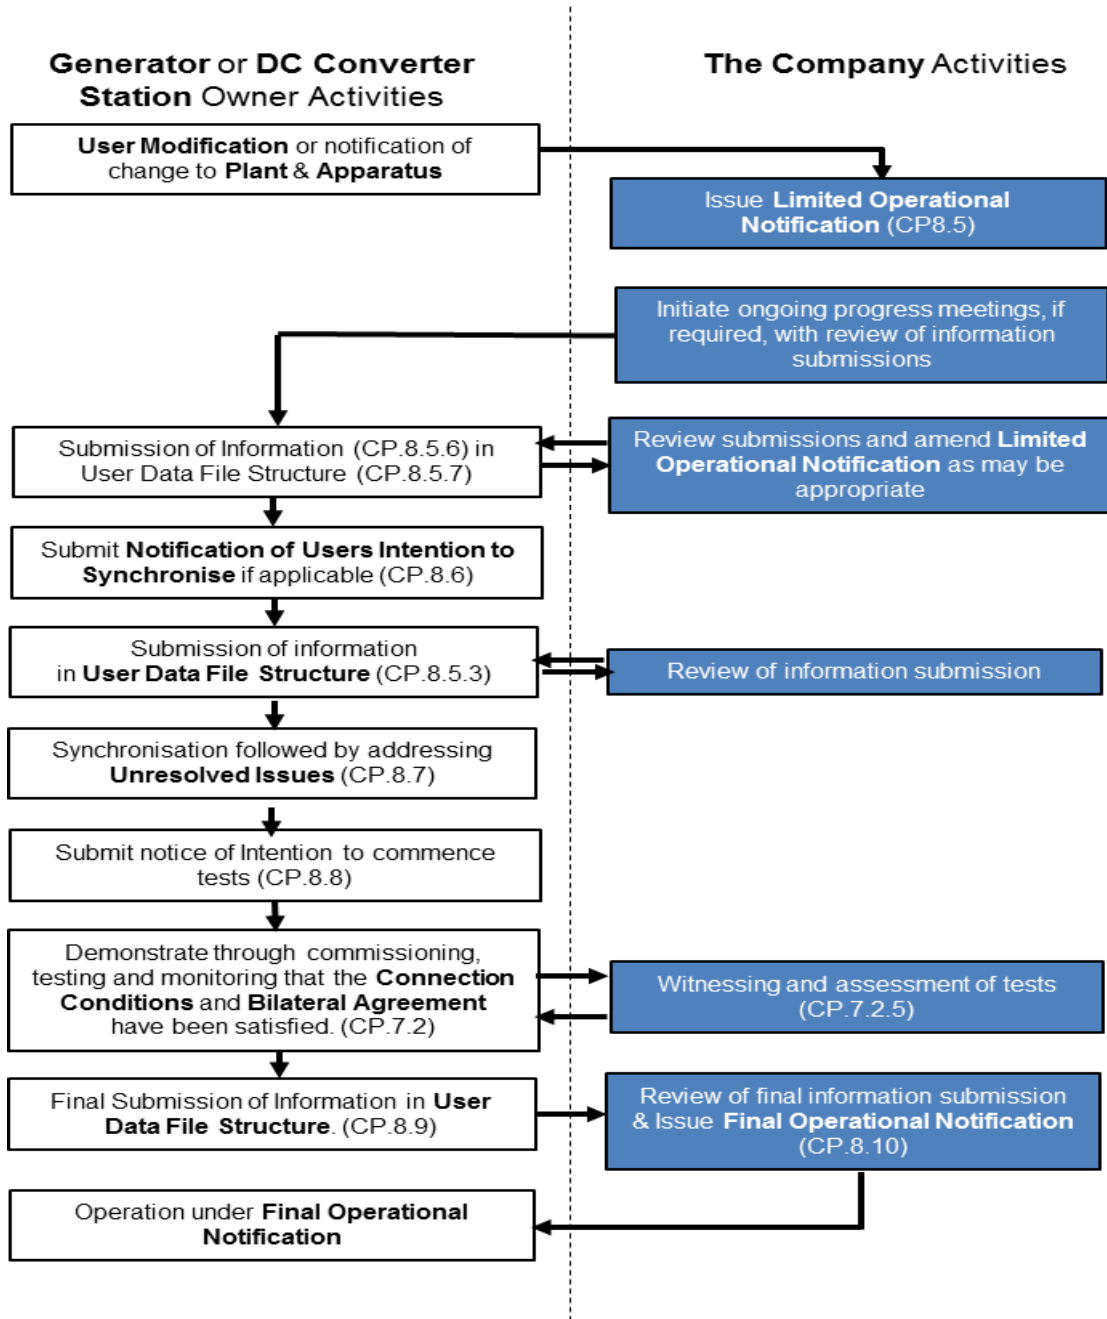 Generator or DC Converter
Station Owner Activities
The Company Activities
User Modification or notification of
change to Plant & Apparatus
Issue Limited Operational
Notification (CP8.5)
Initiate ongoing progress meetings, if
required, with review of information
submissions
Submission of Information (CP.8.5.6) in
User Data File Structure (CP.8.5.7)
Review submissions and amend Limited
Operational Notification as may be
appropriate
Submit Notification of Users Intention to
Synchronise if applicable (CP.8.6)
Submission of information
in User Data File Structure (CP.8.5.3)
Review of information submission
Synchronisation followed by addressing
Unresolved Issues (CP.8.7)
Submit notice of Intention to commence
tests (CP.8.8)
Demonstrate through commissioning,
testing and monitoring that the Connection
Conditions and Bilateral Agreement
have been satisfied. (CP.7.2)
Witnessing and assessment of tests
(CP.7.2.5)
Final Submission of Information in User
Data File Structure. (CP.8.9)
Review of final information submission
& Issue Final Operational Notification
(CP.8.10)
Operation under Final Operational
Notification